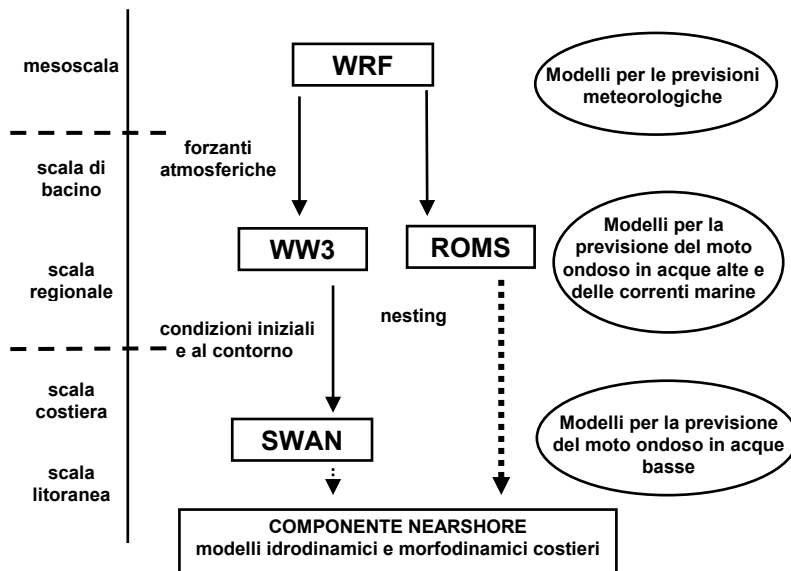 mesoscala
WRF
Modelli per le previsioni
meteorologiche
forzanti
atmosferiche
scala di
bacino
WW3
ROMS
Modelli per la
previsione del moto
ondoso in acque alte e
delle correnti marine
scala
regionale
nesting
condizioni iniziali
e al contorno
scala
costiera
SWAN
Modelli per la previsione
del moto ondoso in acque
basse
scala
litoranea
COMPONENTE NEARSHORE
modelli idrodinamici e morfodinamici costieri